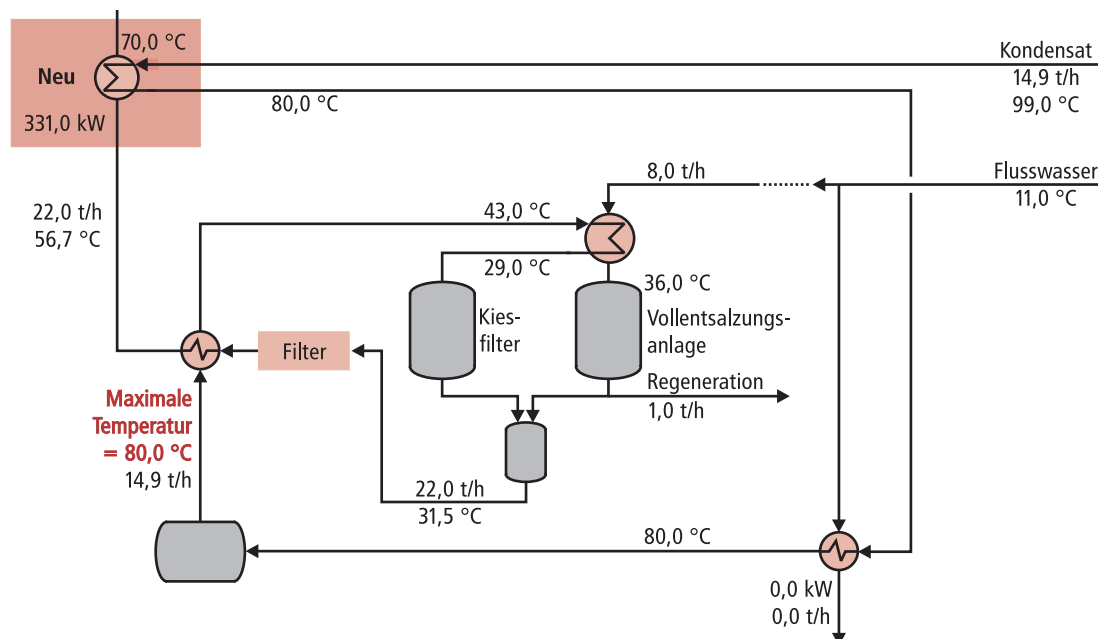 70,0 °C
Neu
331,0 kW
80,0 °C
Kondensat
14,9 t/h
99,0 °C
8,0 t/h
Flusswasser
11,0 °C
22,0 t/h
56,7 °C
43,0 °C
29,0 °C
36,0 °C
Kies-
filter
Vollentsalzungs-
anlage
Filter
Regeneration
1,0 t/h
Maximale
Temperatur
= 80,0 °C
14,9 t/h
22,0 t/h
31,5 °C
80,0 °C
0,0 kW
0,0 t/h